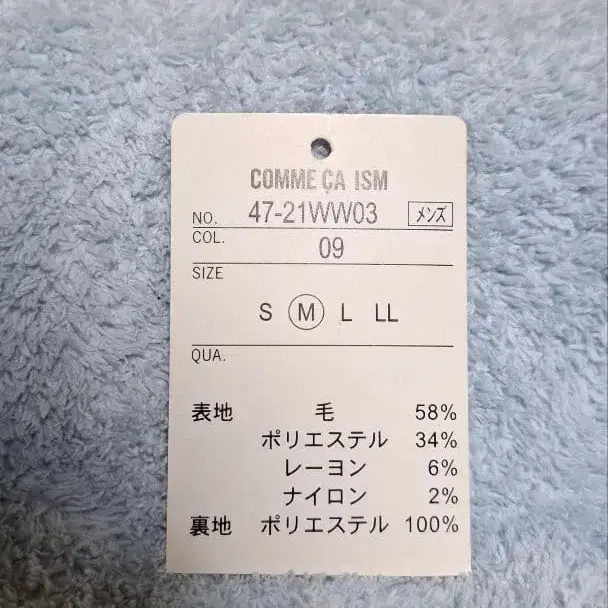 COMME ÇA ISM
NO. 47-21WW03 メンズ
COL. 09
SIZE
S M L LL
QUA.
表地 毛 58%
ポリエステル 34%
レーヨン 6%
ナイロン 2%
裏地 ポリエステル 100%